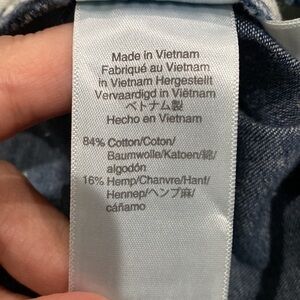 Made in Vietnam
Fabriqué au Vietnam
in Vietnam Hergestellt
Vervaardigd in Viëtnam
ベトナム製
Hecho en Vietnam
84% Cotton/Coton/
Baumwolle/Katoen/綿/
algodón
16% Hemp/Chanvre/Hanf/
Hennep/ヘンプ麻/
cáñamo